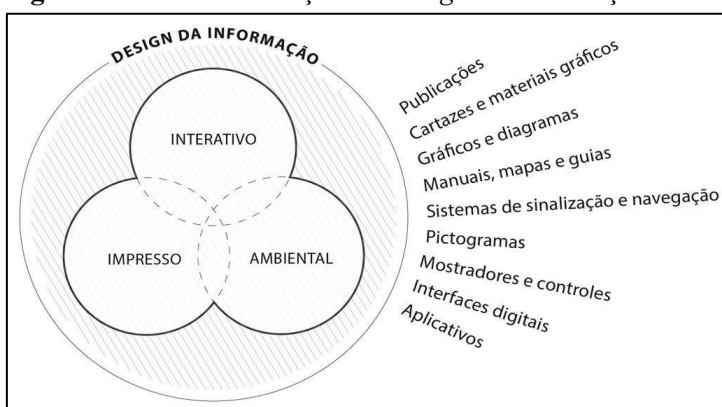 DESIGN DA INFORMAÇÃO
INTERATIVO
IMPRESSO
AMBIENTAL
Publicações
Cartazes e materiais gráficos
Gráficos e diagramas
Manuais, mapas e guias
Sistemas de sinalização e navegação
Pictogramas
Mostradores e controles
Interfaces digitais
Aplicativos